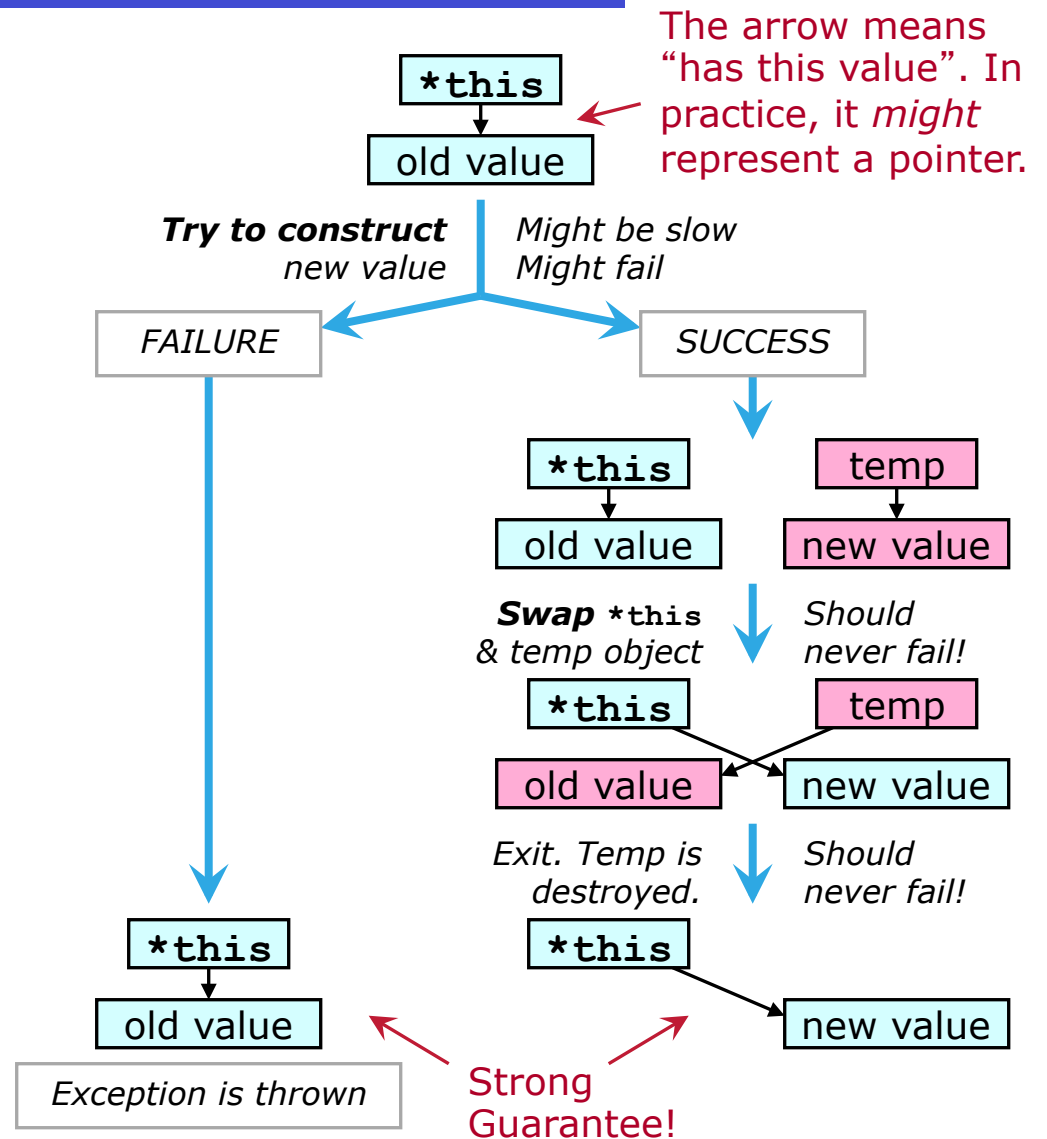 The arrow means
“has this value”. In
practice, it might
represent a pointer.
*this
old value
Try to construct
new value
Might be slow
Might fail
FAILURE
SUCCESS
*this
temp
old value
new value
Swap *this
& temp object
Should
never fail!
*this
temp
old value
new value
Exit. Temp is
destroyed.
Should
never fail!
*this
old value
Exception is thrown
*this
new value
Strong
Guarantee!